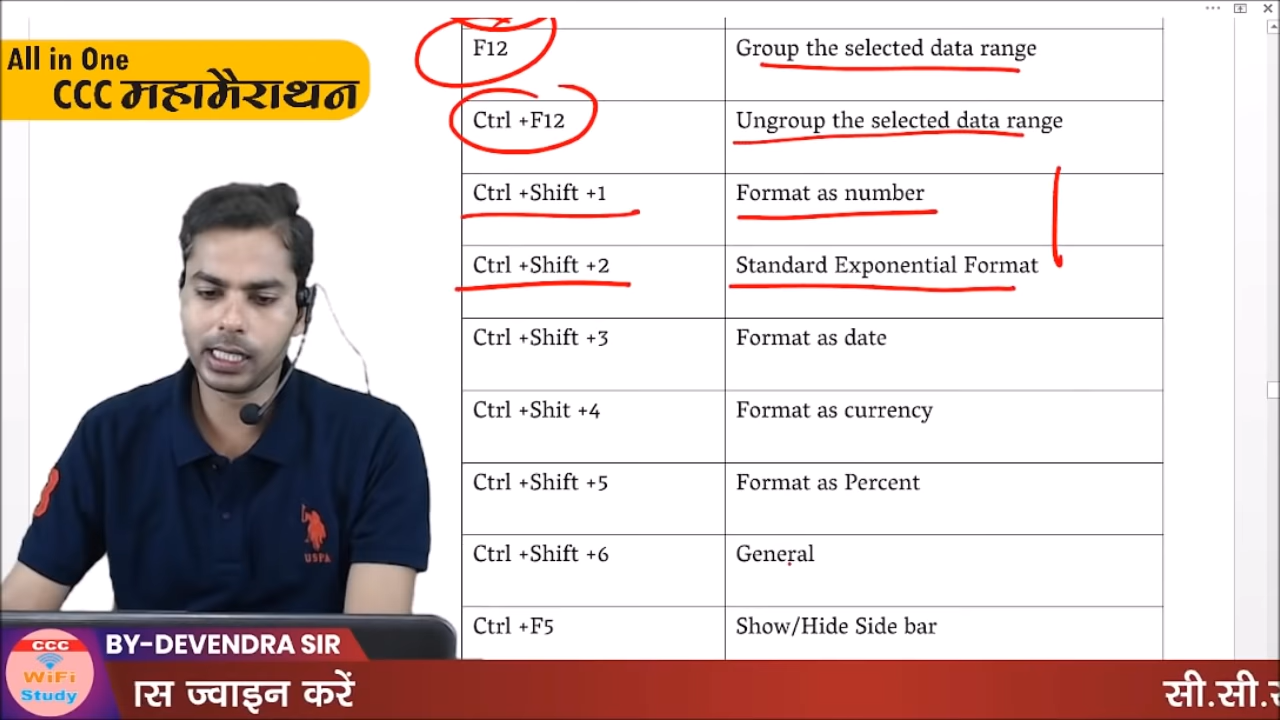 All in One
CCC महामैराथन
F12 Group the selected data range
Ctrl +F12 Ungroup the selected data range
Ctrl +Shift +1 Format as number
Ctrl +Shift +2 Standard Exponential Format
Ctrl +Shift +3 Format as date
Ctrl +Shit +4 Format as currency
Ctrl +Shift +5 Format as Percent
Ctrl +Shift +6 General
Ctrl +F5 Show/Hide Side bar
USPA
BY-DEVENDRA SIR
CCC
WiFi
Study
ास ज्वाइन करें
सी.सी.स